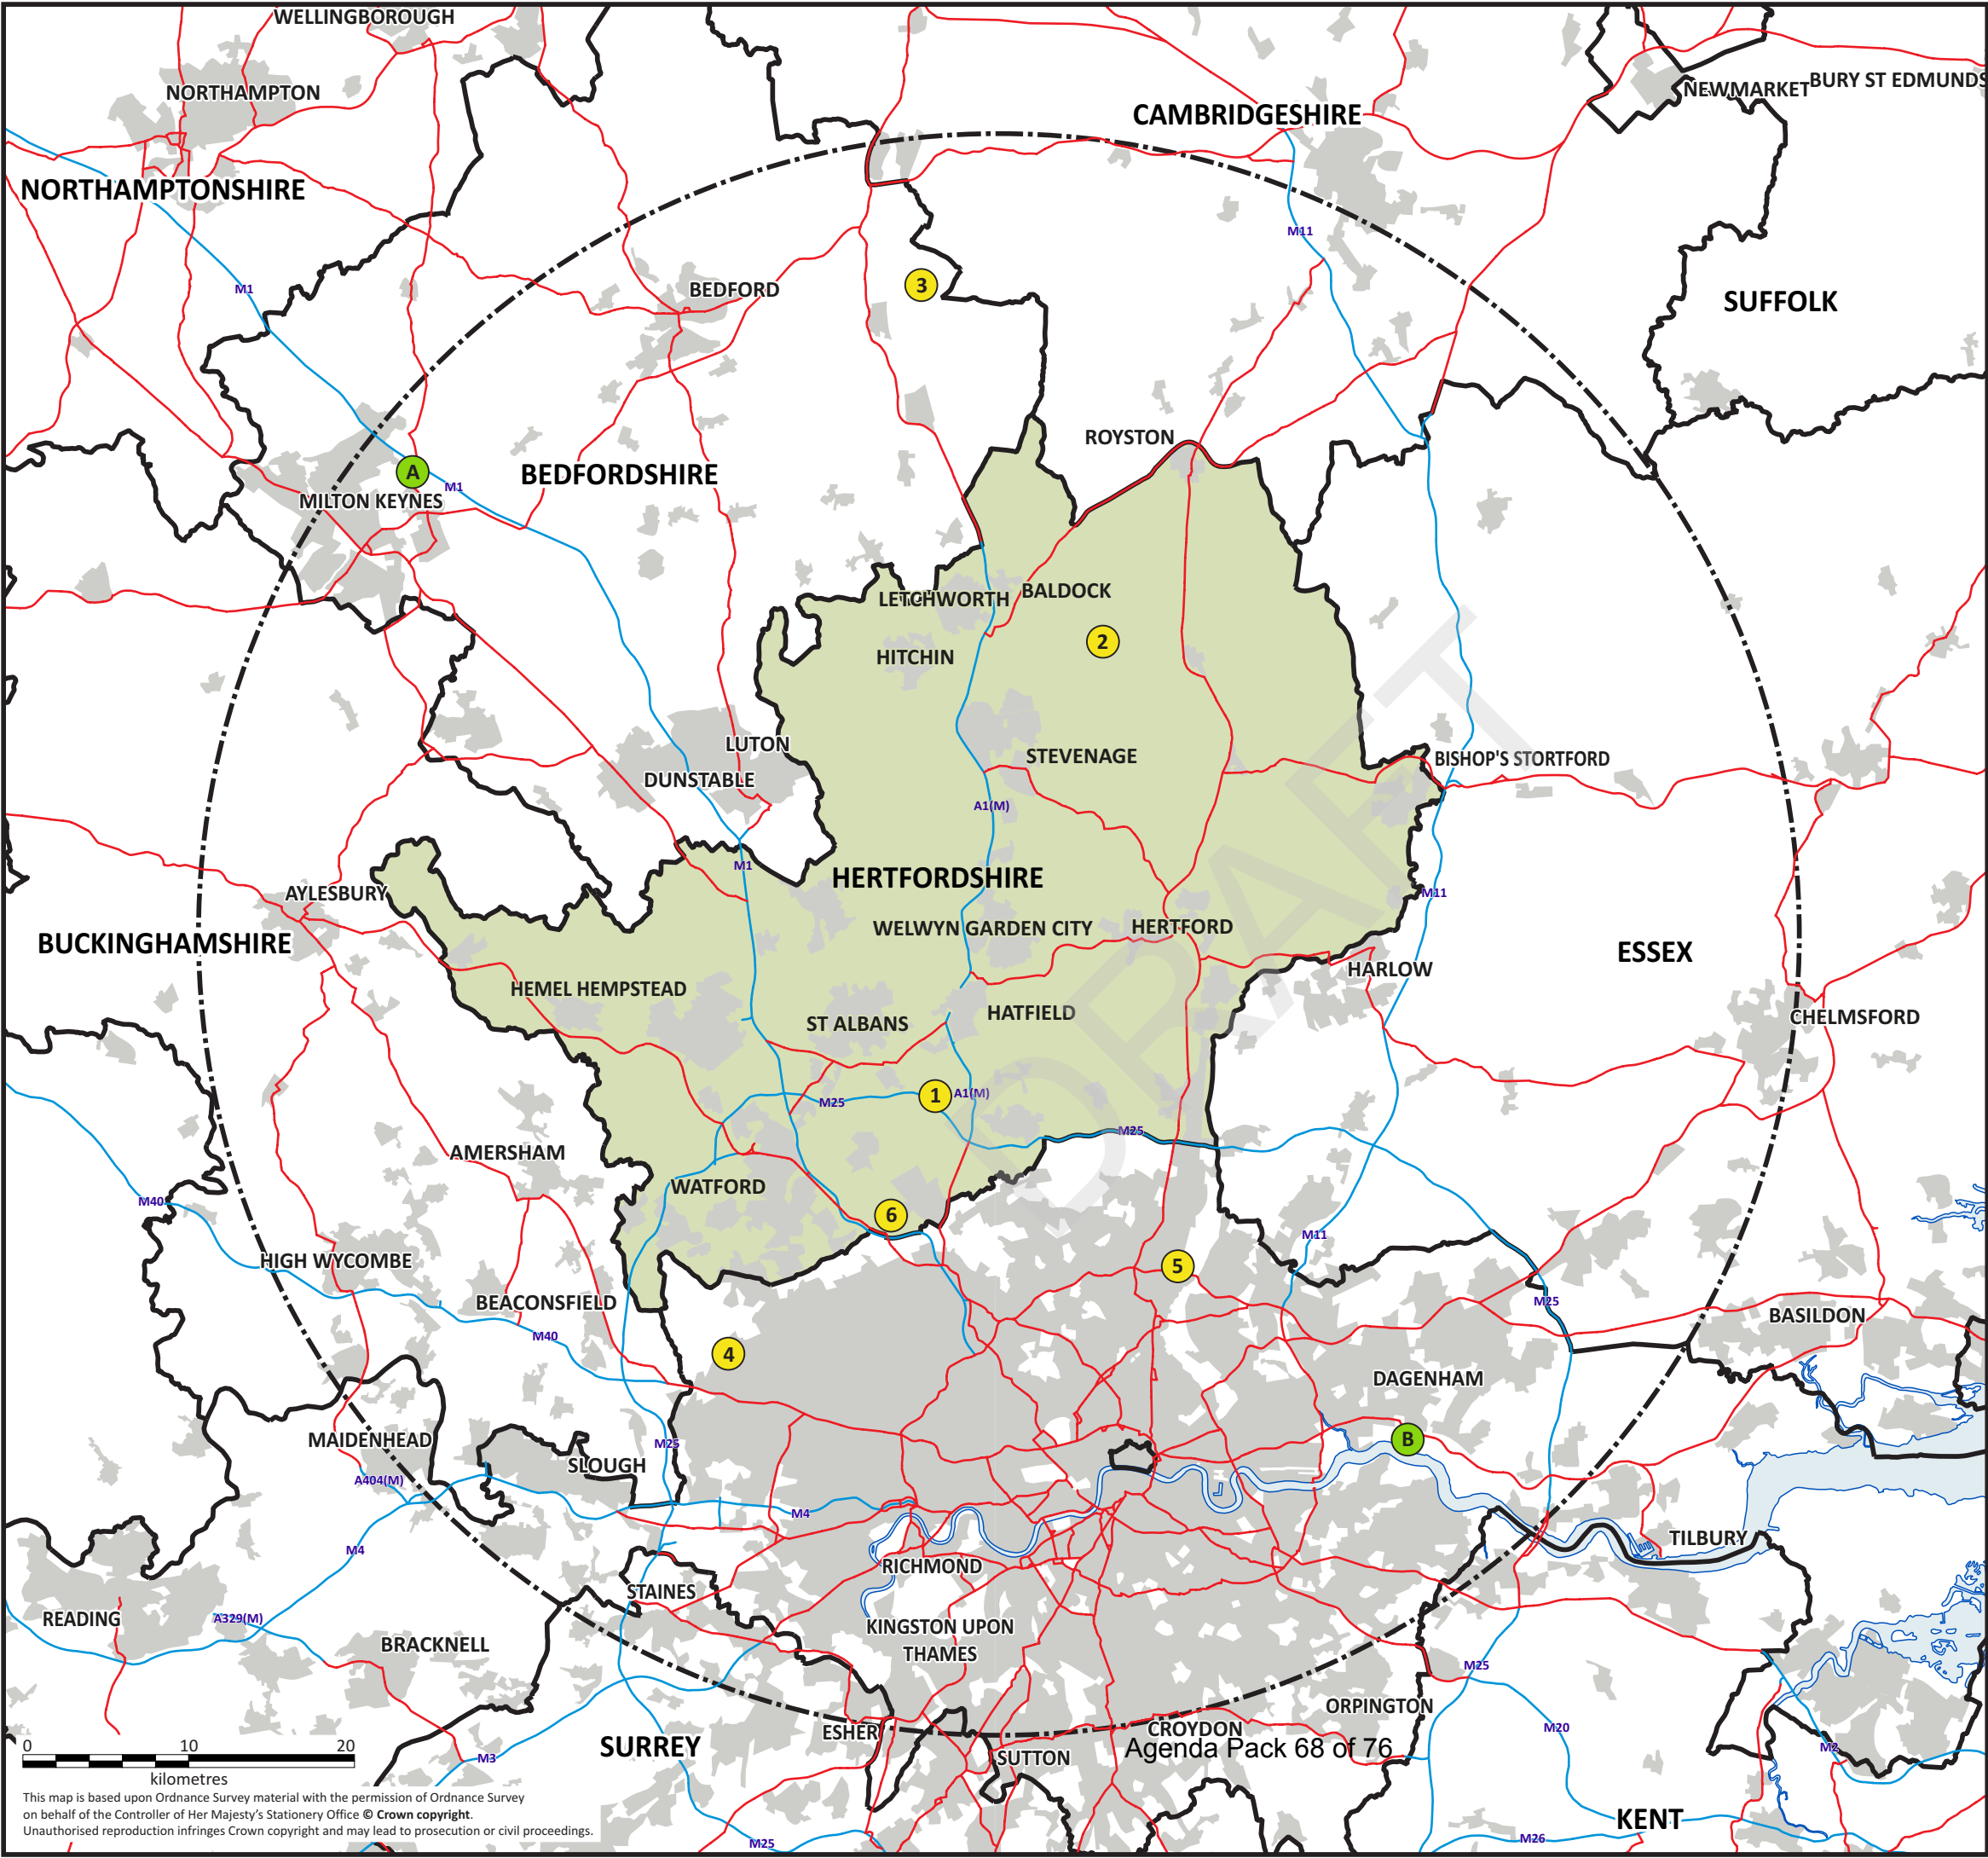 WELLINGBOROUGH
NORTHAMPTON
NEWMARKET
BURY ST EDMUNDS
CAMBRIDGESHIRE
NORTHAMPTONSHIRE
M11
M1
BEDFORD
3
SUFFOLK
ROYSTON
A
M1
BEDFORDSHIRE
MILTON KEYNES
LETCHWORTH
BALDOCK
2
HITCHIN
LUTON
STEVENAGE
BISHOP'S STORTFORD
DUNSTABLE
A1(M)
M1
HERTFORDSHIRE
AYLESBURY
M11
WELWYN GARDEN CITY
HERTFORD
BUCKINGHAMSHIRE
ESSEX
HARLOW
HEMEL HEMPSTEAD
ST ALBANS
HATFIELD
CHELMSFORD
DRAFT
1
A1(M)
M25
M25
AMERSHAM
WATFORD
M40
6
M11
HIGH WYCOMBE
5
BEACONSFIELD
M25
BASILDON
M40
4
DAGENHAM
MAIDENHEAD
B
M25
SLOUGH
A404(M)
M4
M4
TILBURY
RICHMOND
STAINES
READING
A329(M)
KINGSTON UPON
THAMES
BRACKNELL
M25
ORPINGTON
ESHER
CROYDON
M20
SURREY
Agenda Pack 68 of 76
M2
M3
SUTTON
0 10 20
kilometres
This map is based upon Ordnance Survey material with the permission of Ordnance Survey
on behalf of the Controller of Her Majesty's Stationery Office © Crown copyright.
Unauthorised reproduction infringes Crown copyright and may lead to prosecution or civil proceedings.
KENT
M25
M26